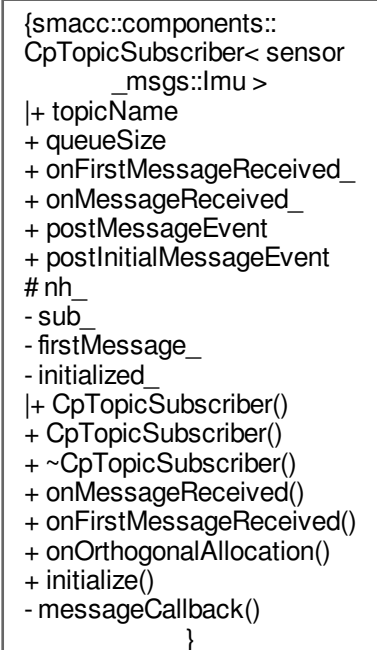 {smacc::components::
CpTopicSubscriber< sensor
_msgs::Imu >
|+ topicName
+ queueSize
+ onFirstMessageReceived_
+ onMessageReceived_
+ postMessageEvent
+ postInitialMessageEvent
# nh_
- sub_
- firstMessage_
- initialized_
|+ CpTopicSubscriber()
+ CpTopicSubscriber()
+ ~CpTopicSubscriber()
+ onMessageReceived()
+ onFirstMessageReceived()
+ onOrthogonalAllocation()
+ initialize()
- messageCallback()
}